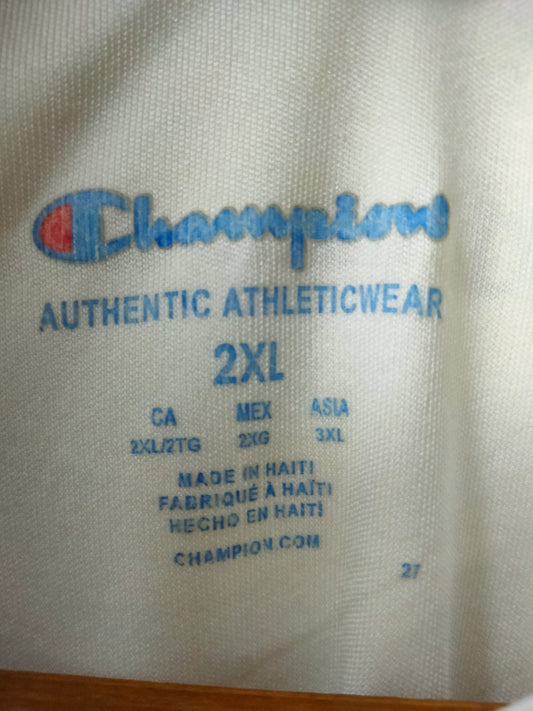 Champion
AUTHENTIC ATHLETICWEAR
2XL
CA MEX ASIA
2XL/2TG 2XG 3XL
MADE IN HAITI
FABRIQUÉ À HAÏTI
HECHO EN HAITÍ
CHAMPION.COM
27